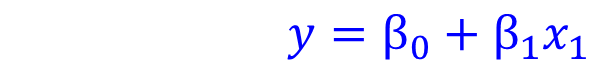 y = β₀ + β₁x₁